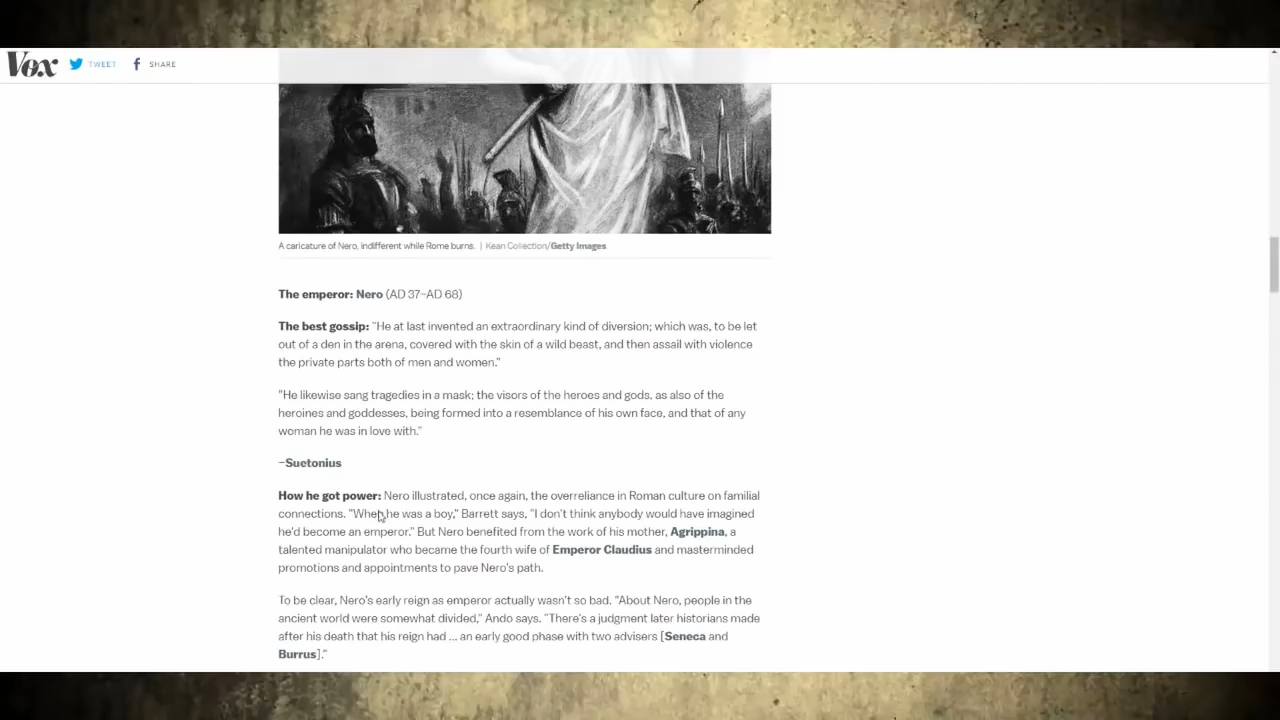 Vox TWEET SHARE
A caricature of Nero, indifferent while Rome burns. | Kean Collection/Getty Images
The emperor: Nero (AD 37–AD 68)
The best gossip: "He at last invented an extraordinary kind of diversion; which was, to be let
out of a den in the arena, covered with the skin of a wild beast, and then assail with violence
the private parts both of men and women."
"He likewise sang tragedies in a mask; the visors of the heroes and gods, as also of the
heroines and goddesses, being formed into a resemblance of his own face, and that of any
woman he was in love with."
–Suetonius
How he got power: Nero illustrated, once again, the overreliance in Roman culture on familial
connections. "When he was a boy," Barrett says, "I don't think anybody would have imagined
he'd become an emperor." But Nero benefited from the work of his mother, Agrippina, a
talented manipulator who became the fourth wife of Emperor Claudius and masterminded
promotions and appointments to pave Nero's path.
To be clear, Nero's early reign as emperor actually wasn't so bad. "About Nero, people in the
ancient world were somewhat divided," Ando says. "There's a judgment later historians made
after his death that his reign had ... an early good phase with two advisers [Seneca and
Burrus]."